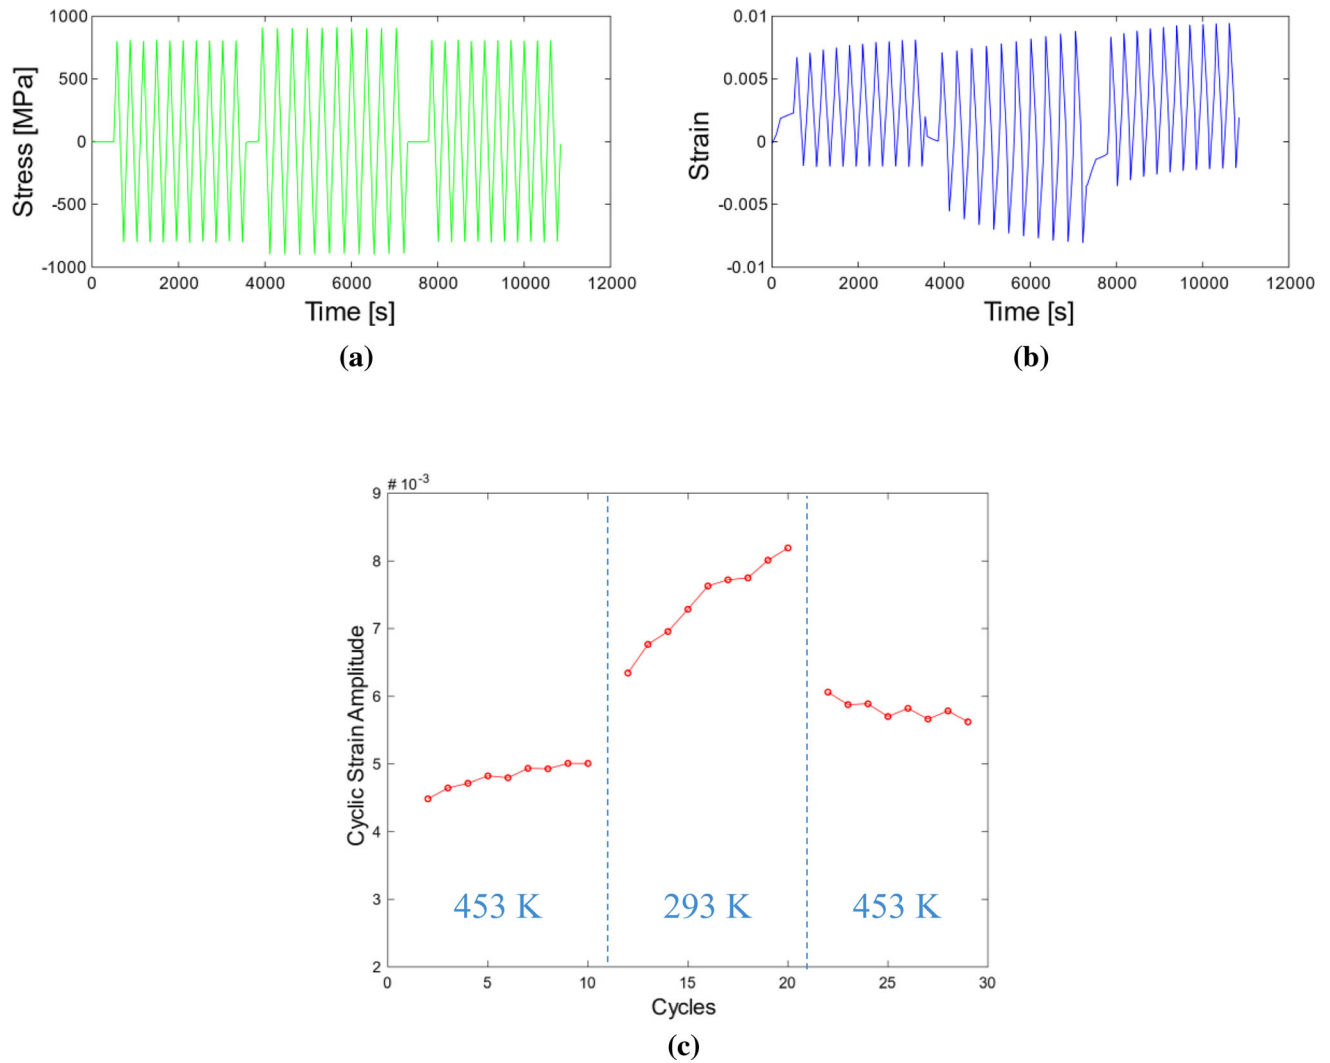 1000
500
0
-500
-1000
Stress [MPa]
0 2000 4000 6000 8000 10000 12000
Time [s]
(a)
0.01
0.005
0
-0.005
-0.01
Strain
0 2000 4000 6000 8000 10000 12000
Time [s]
(b)
# 10-3
9
8
7
6
5
4
3
2
Cyclic Strain Amplitude
453 K 293 K 453 K
0 5 10 15 20 25 30
Cycles
(c)